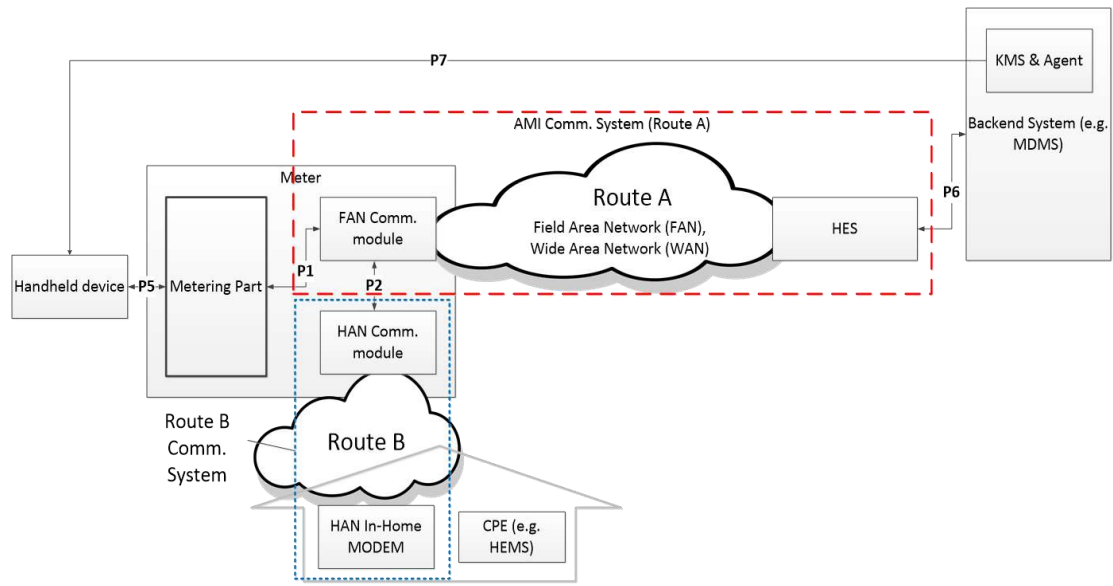 KMS & Agent
P7
AMI Comm. System (Route A)
Backend System (e.g.
MDMS)
Meter
Route A
P6
FAN Comm.
module
Field Area Network (FAN),
Wide Area Network (WAN)
HES
P1
Handheld device
P5
Metering Part
P2
HAN Comm.
module
Route B
Comm.
System
Route B
HAN In-Home
MODEM
CPE (e.g.
HEMS)